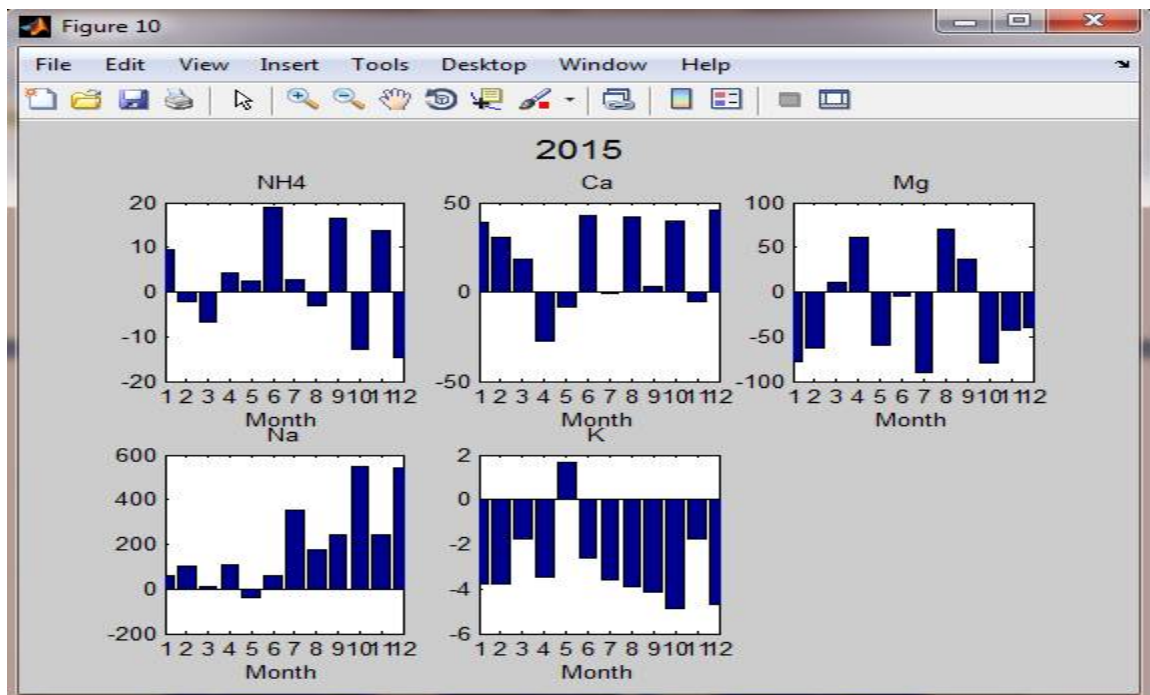 Figure 10
File Edit View Insert Tools Desktop Window Help
2015
NH4
20
10
0
-10
-20
1 2 3 4 5 6 7 8 9 10 11 12
Month
Ca
50
0
-50
1 2 3 4 5 6 7 8 9 10 11 12
Month
Mg
100
50
0
-50
-100
1 2 3 4 5 6 7 8 9 10 11 12
Month
Na
600
400
200
0
-200
1 2 3 4 5 6 7 8 9 10 11 12
Month
K
2
0
-2
-4
-6
1 2 3 4 5 6 7 8 9 10 11 12
Month